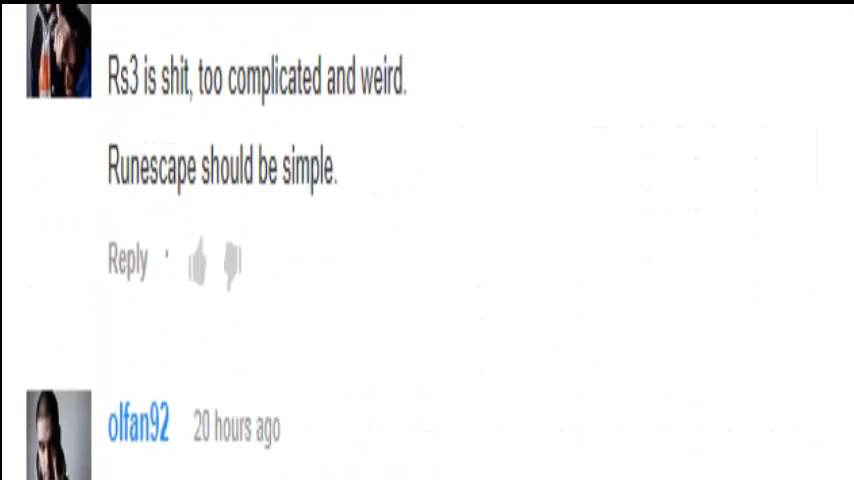 Rs3 is shit, too complicated and weird.
Runescape should be simple.
Reply ·
olfan92 20 hours ago